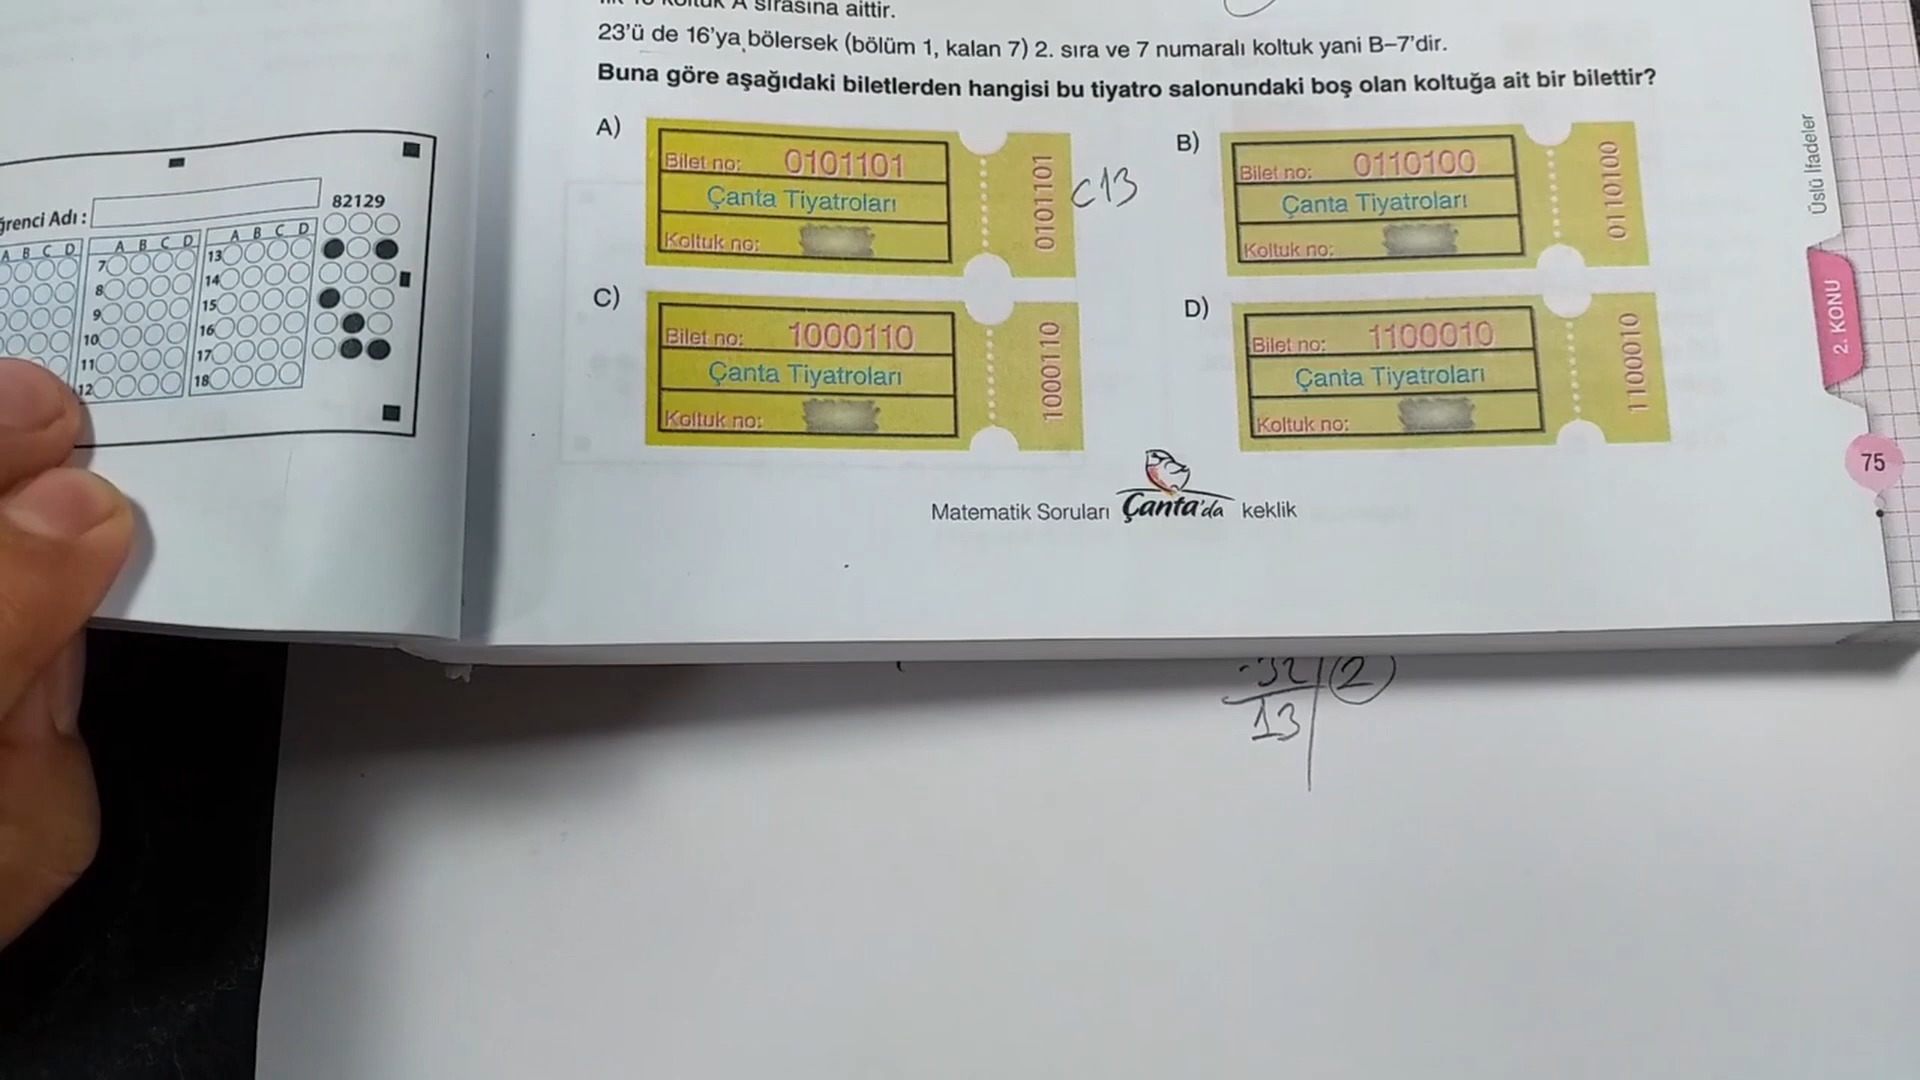 A sırasına aittir.
23'ü de 16'ya bölersek (bölüm 1, kalan 7) 2. sıra ve 7 numaralı koltuk yani B–7'dir.
Buna göre aşağıdaki biletlerden hangisi bu tiyatro salonundaki boş olan koltuğa ait bir bilettir?
A)
Bilet no: 0101101
Çanta Tiyatroları
Koltuk no:
0101101
C13
B)
Bilet no: 0110100
Çanta Tiyatroları
Koltuk no:
0110100
C)
Bilet no: 1000110
Çanta Tiyatroları
Koltuk no:
1000110
D)
Bilet no: 1100010
Çanta Tiyatroları
Koltuk no:
1100010
Matematik Soruları Çanta'da keklik
Üslü İfadeler
2. KONU
75
Adı :
82129
A B C D
A B C D
A B C D
7
8
9
10
11
12
13
14
15
16
17
18
-32 2
13